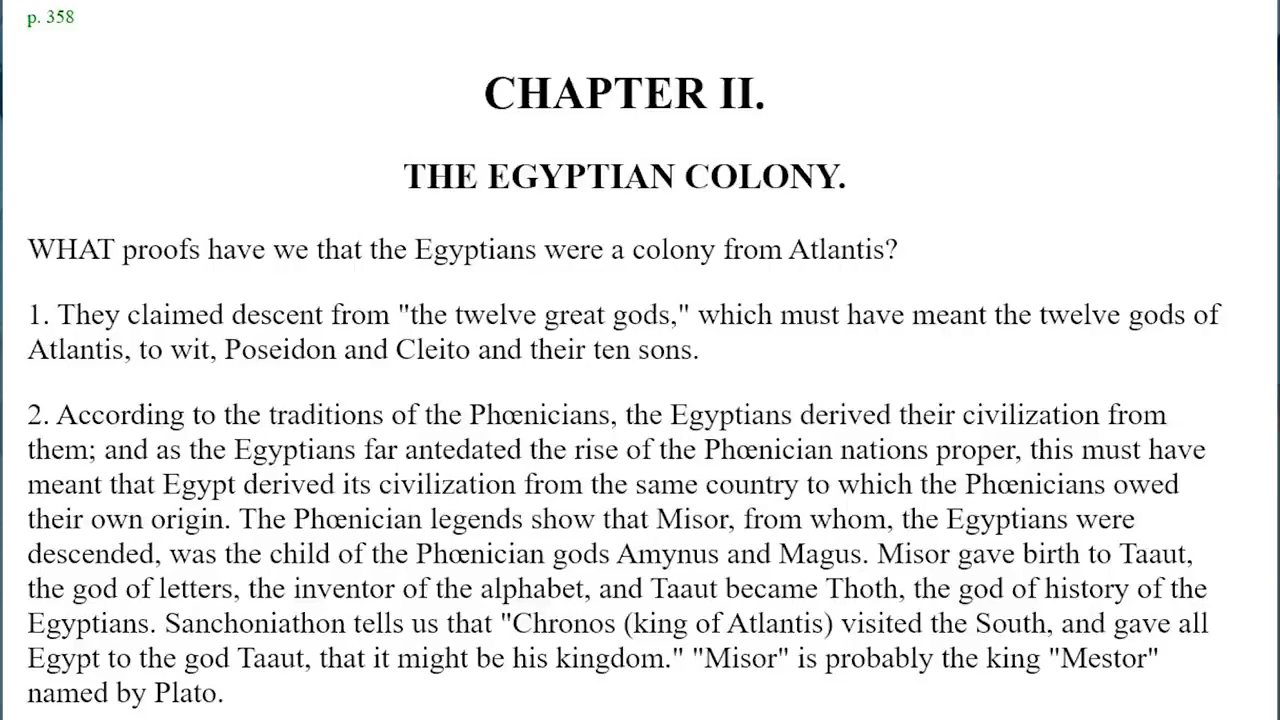 p. 358
CHAPTER II.
THE EGYPTIAN COLONY.
WHAT proofs have we that the Egyptians were a colony from Atlantis?
1. They claimed descent from "the twelve great gods," which must have meant the twelve gods of
Atlantis, to wit, Poseidon and Cleito and their ten sons.
2. According to the traditions of the Phœnicians, the Egyptians derived their civilization from
them; and as the Egyptians far antedated the rise of the Phœnician nations proper, this must have
meant that Egypt derived its civilization from the same country to which the Phœnicians owed
their own origin. The Phœnician legends show that Misor, from whom, the Egyptians were
descended, was the child of the Phœnician gods Amynus and Magus. Misor gave birth to Taaut,
the god of letters, the inventor of the alphabet, and Taaut became Thoth, the god of history of the
Egyptians. Sanchoniathon tells us that "Chronos (king of Atlantis) visited the South, and gave all
Egypt to the god Taaut, that it might be his kingdom." "Misor" is probably the king "Mestor"
named by Plato.